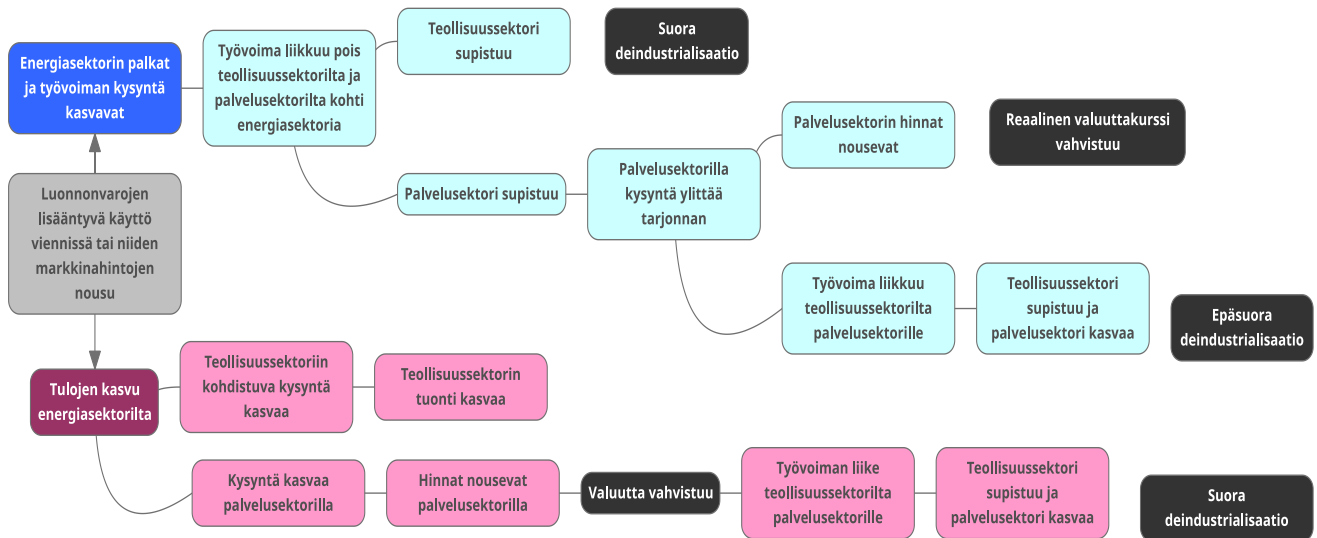 Energiasektorin palkat
ja työvoiman kysyntä
kasvavat
Työvoima liikkuu pois
teollisuussektorilta ja
palvelusektorilta kohti
energiasektoria
Teollisuussektori
supistuu
Suora
deindustrialisaatio
Palvelusektori supistuu
Palvelusektorilla
kysyntä ylittää
tarjonnan
Palvelusektorin hinnat
nousevat
Reaalinen valuuttakurssi
vahvistuu
Työvoima liikkuu
teollisuussektorilta
palvelusektorille
Teollisuussektori
supistuu ja
palvelusektori kasvaa
Epäsuora
deindustrialisaatio
Luonnonvarojen
lisääntyvä käyttö
viennissä tai niiden
markkinahintojen
nousu
Tulojen kasvu
energiasektorilta
Teollisuussektoriin
kohdistuva kysyntä
kasvaa
Teollisuussektorin
tuonti kasvaa
Kysyntä kasvaa
palvelusektorilla
Hinnat nousevat
palvelusektorilla
Valuutta vahvistuu
Työvoiman liike
teollisuussektorilta
palvelusektorille
Teollisuussektori
supistuu ja
palvelusektori kasvaa
Suora
deindustrialisaatio